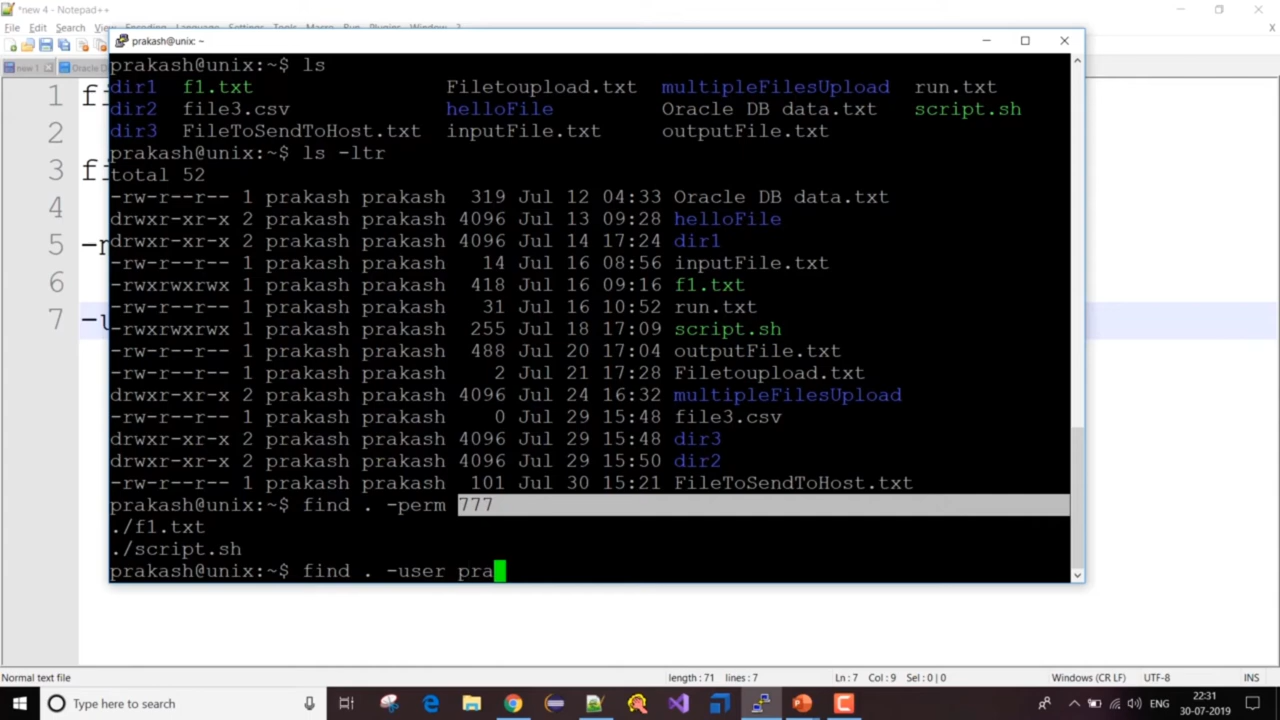 *new 4 - Notepad++
prakash@unix: ~
File Edit Search View Encoding Language Settings Tools Macro Run Plugins Window ?
X
new 1
Oracle D
1 fi
2
3 fi
4
5
6
7
prakash@unix:~$ ls
dir1 f1.txt Filetoupload.txt multipleFilesUpload run.txt
dir2 file3.csv helloFile Oracle DB data.txt script.sh
dir3 FileToSendToHost.txt inputFile.txt outputFile.txt
prakash@unix:~$ ls -ltr
total 52
-rw-r--r-- 1 prakash prakash 319 Jul 12 04:33 Oracle DB data.txt
drwxr-xr-x 2 prakash prakash 4096 Jul 13 09:28 helloFile
drwxr-xr-x 2 prakash prakash 4096 Jul 14 17:24 dir1
-rw-r--r-- 1 prakash prakash 14 Jul 16 08:56 inputFile.txt
-rwxrwxrwx 1 prakash prakash 418 Jul 16 09:16 f1.txt
-rw-r--r-- 1 prakash prakash 31 Jul 16 10:52 run.txt
-rwxrwxrwx 1 prakash prakash 255 Jul 18 17:09 script.sh
-rw-r--r-- 1 prakash prakash 488 Jul 20 17:04 outputFile.txt
-rw-r--r-- 1 prakash prakash 2 Jul 21 17:28 Filetoupload.txt
drwxr-xr-x 2 prakash prakash 4096 Jul 24 16:32 multipleFilesUpload
-rw-r--r-- 1 prakash prakash 0 Jul 29 15:48 file3.csv
drwxr-xr-x 2 prakash prakash 4096 Jul 29 15:48 dir3
drwxr-xr-x 2 prakash prakash 4096 Jul 29 15:50 dir2
-rw-r--r-- 1 prakash prakash 101 Jul 30 15:21 FileToSendToHost.txt
prakash@unix:~$ find . -perm 777
./f1.txt
./script.sh
prakash@unix:~$ find . -user pra
Normal text file length : 71 lines : 7 Ln : 7 Col : 9 Sel : 0 | 0 Windows (CR LF) UTF-8 INS
Type here to search
ENG
22:31
30-07-2019